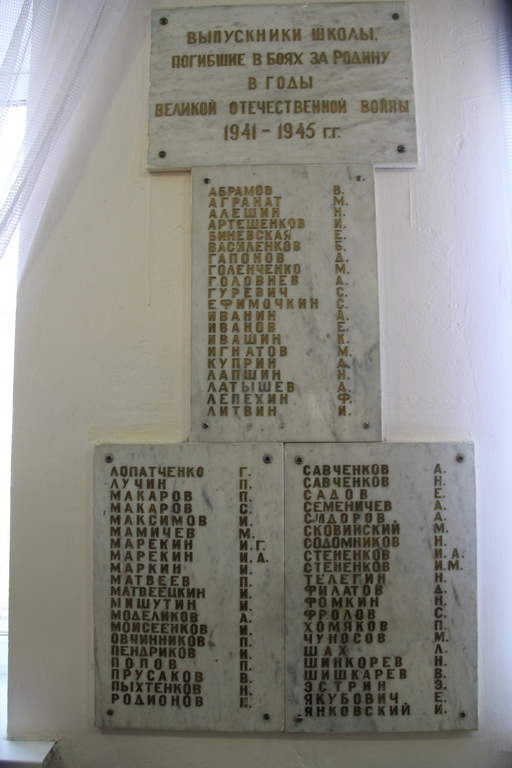 ВЫПУСКНИКИ ШКОЛЫ,
ПОГИБШИЕ В БОЯХ ЗА РОДИНУ
В ГОДЫ
ВЕЛИКОЙ ОТЕЧЕСТВЕННОЙ ВОЙНЫ
1941 - 1945 Г.Г.
АБРАМОВ В.
АГРАНАТ М.
АЛЕШИН Н.
АРТЕШЕНКОВ И.
БИНЕВСКАЯ Е.
ВАСИЛЕНКОВ Б.
ГАПОНОВ Д.
ГОЛЕНЧЕНКО М.
ГОЛОВНЕВ А.
ГУРЕВИЧ С.
ЕФИМОЧКИН С.
ИВАНИН А.
ИВАНОВ Е.
ИВАШИН К.
ИГНАТОВ М.
КУПРИН А.
ЛАПШИН Н.
ЛАТЫШЕВ А.
ЛЕПЕХИН Ф.
ЛИТВИН И.
ЛОПАТЧЕНКО Г.
ЛУЧИН П.
МАКАРОВ П.
МАКАРОВ С.
МАКСИМОВ И.
МАМИЧЕВ М.
МАРЕКИН И.Г.
МАРЕКИН И.А.
МАРКИН И.
МАТВЕЕВ П.
МАТВЕЕЦКИН И.
МИШУТИН И.
МОДЕЛИКОВ А.
МОИСЕЕНКОВ И.
ОВЧИННИКОВ П.
ПЕНДРИКОВ И.
ПОПОВ П.
ПРУСАКОВ В.
ПЫХТЕНКОВ Н.
РОДИОНОВ К.
САВЧЕНКОВ А.
САВЧЕНКОВ Н.
САДОВ Е.
СЕМЕНИЧЕВ А.
СИДОРОВ А.
СКОВИНСКИЙ М.
СОДОМНИКОВ Н.
СТЕНЕНКОВ И.А.
СТЕНЕНКОВ И.М.
ТЕЛЕГИН Н.
ФИЛАТОВ Д.
ФОМКИН Н.
ФРОЛОВ С.
ХОМЯКОВ П.
ЧУНОСОВ М.
ШАХ Л.
ШИНКОРЕВ Н.
ШИШКАРЕВ В.
ЭСТРИН Э.
ЯКУБОВИЧ Е.
ЯНКОВСКИЙ И.